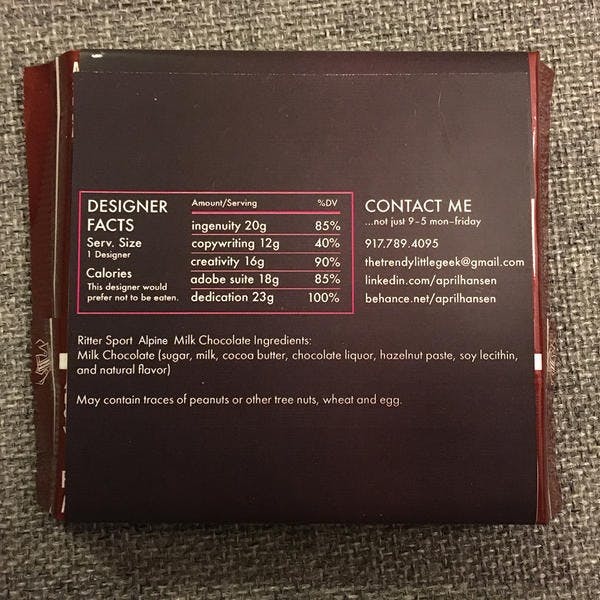 DESIGNER
FACTS
Serv. Size
1 Designer
Calories
This designer would
prefer not to be eaten.
Amount/Serving %DV
ingenuity 20g 85%
copywriting 12g 40%
creativity 16g 90%
adobe suite 18g 85%
dedication 23g 100%
CONTACT ME
...not just 9-5 mon-friday
917.789.4095
thetrendylittlegeek@gmail.com
linkedin.com/aprilhansen
behance.net/aprilhansen
Ritter Sport Alpine Milk Chocolate Ingredients:
Milk Chocolate (sugar, milk, cocoa butter, chocolate liquor, hazelnut paste, soy lecithin,
and natural flavor)
May contain traces of peanuts or other tree nuts, wheat and egg.